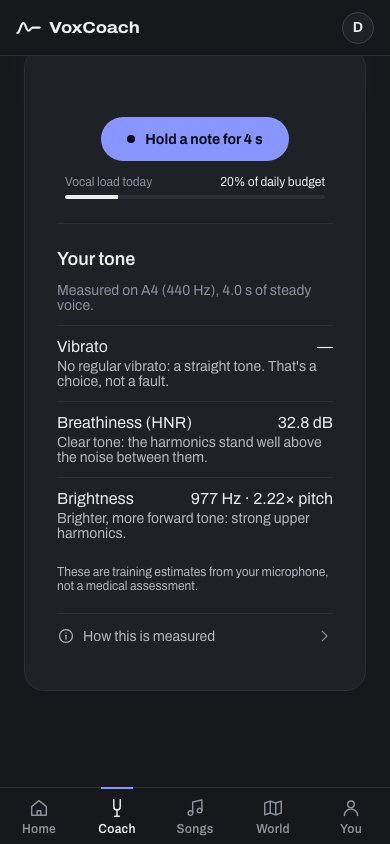 VoxCoach
D
Hold a note for 4 s
Vocal load today
20% of daily budget
Your tone
Measured on A4 (440 Hz), 4.0 s of steady
voice.
Vibrato —
No regular vibrato: a straight tone. That's a
choice, not a fault.
Breathiness (HNR) 32.8 dB
Clear tone: the harmonics stand well above
the noise between them.
Brightness 977 Hz · 2.22× pitch
Brighter, more forward tone: strong upper
harmonics.
These are training estimates from your microphone,
not a medical assessment.
How this is measured
Home Coach Songs World You